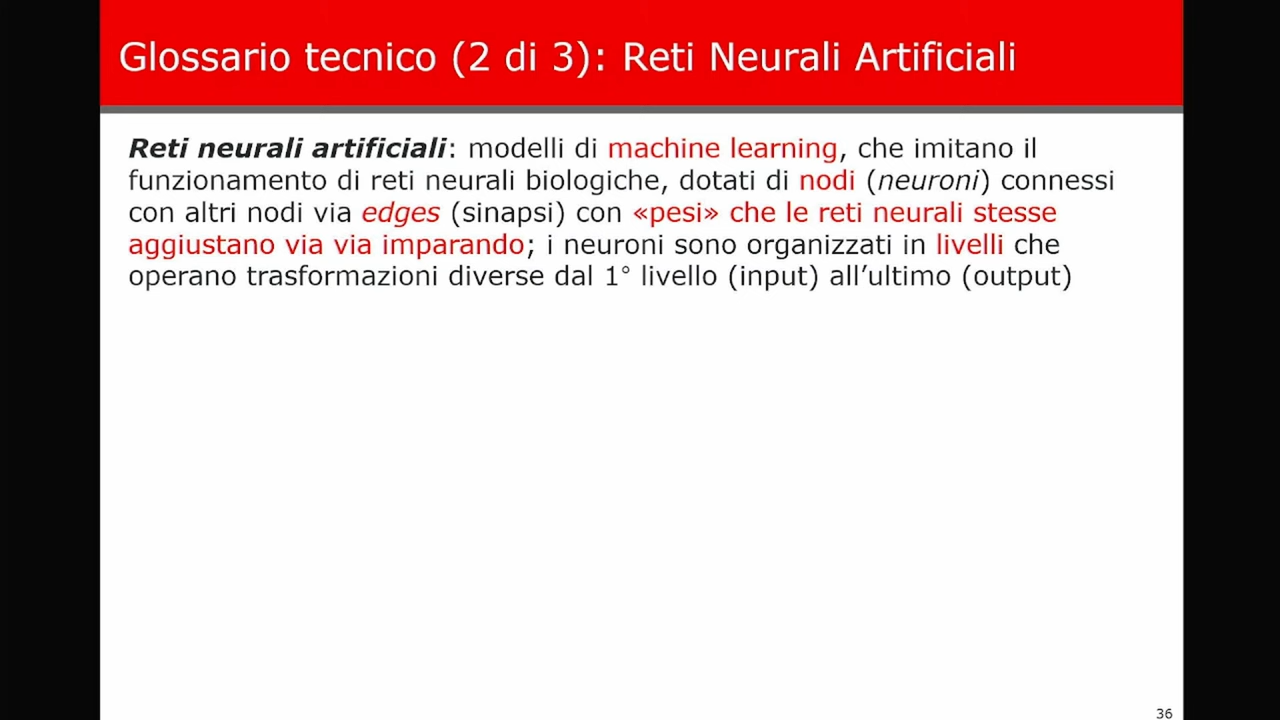 Glossario tecnico (2 di 3): Reti Neurali Artificiali
Reti neurali artificiali: modelli di machine learning, che imitano il
funzionamento di reti neurali biologiche, dotati di nodi (neuroni) connessi
con altri nodi via edges (sinapsi) con «pesi» che le reti neurali stesse
aggiustano via via imparando; i neuroni sono organizzati in livelli che
operano trasformazioni diverse dal 1° livello (input) all’ultimo (output)
36